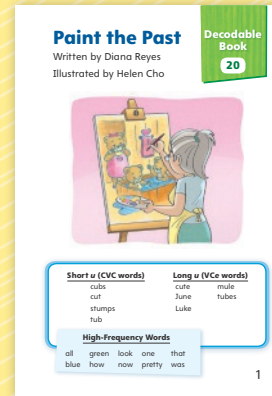 Paint the Past
Written by Diana Reyes
Illustrated by Helen Cho
Decodable
Book
20
Short u (CVC words)
cubs
cut
stumps
tub
Long u (VCe words)
cute mule
June tubes
Luke
High-Frequency Words
all green look one that
blue how now pretty was
1